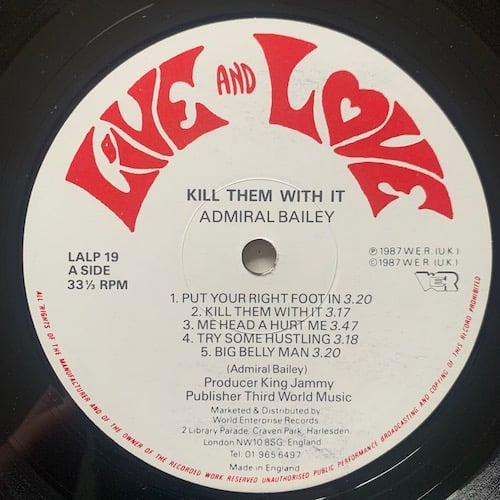 LIVE AND LOVE
KILL THEM WITH IT
ADMIRAL BAILEY
LALP 19
A SIDE
33⅓ RPM
℗ 1987 W.E.R. (U.K.)
© 1987 W.E.R. (U.K.)
WER
1. PUT YOUR RIGHT FOOT IN 3.20
2. KILL THEM WITH IT 3.17
3. ME HEAD A HURT ME 3.47
4. TRY SOME HUSTLING 3.18
5. BIG BELLY MAN 3.20
(Admiral Bailey)
Producer King Jammy
Publisher Third World Music
Marketed & Distributed by
World Enterprise Records.
2 Library Parade, Craven Park, Harlesden,
London NW10 8SG, England
Tel: 01 965 6497
Made in England
ALL RIGHTS OF THE MANUFACTURER AND OF THE OWNER OF THE RECORDED WORK RESERVED UNAUTHORISED PUBLIC PERFORMANCE BROADCASTING AND COPYING OF THIS RECORD PROHIBITED